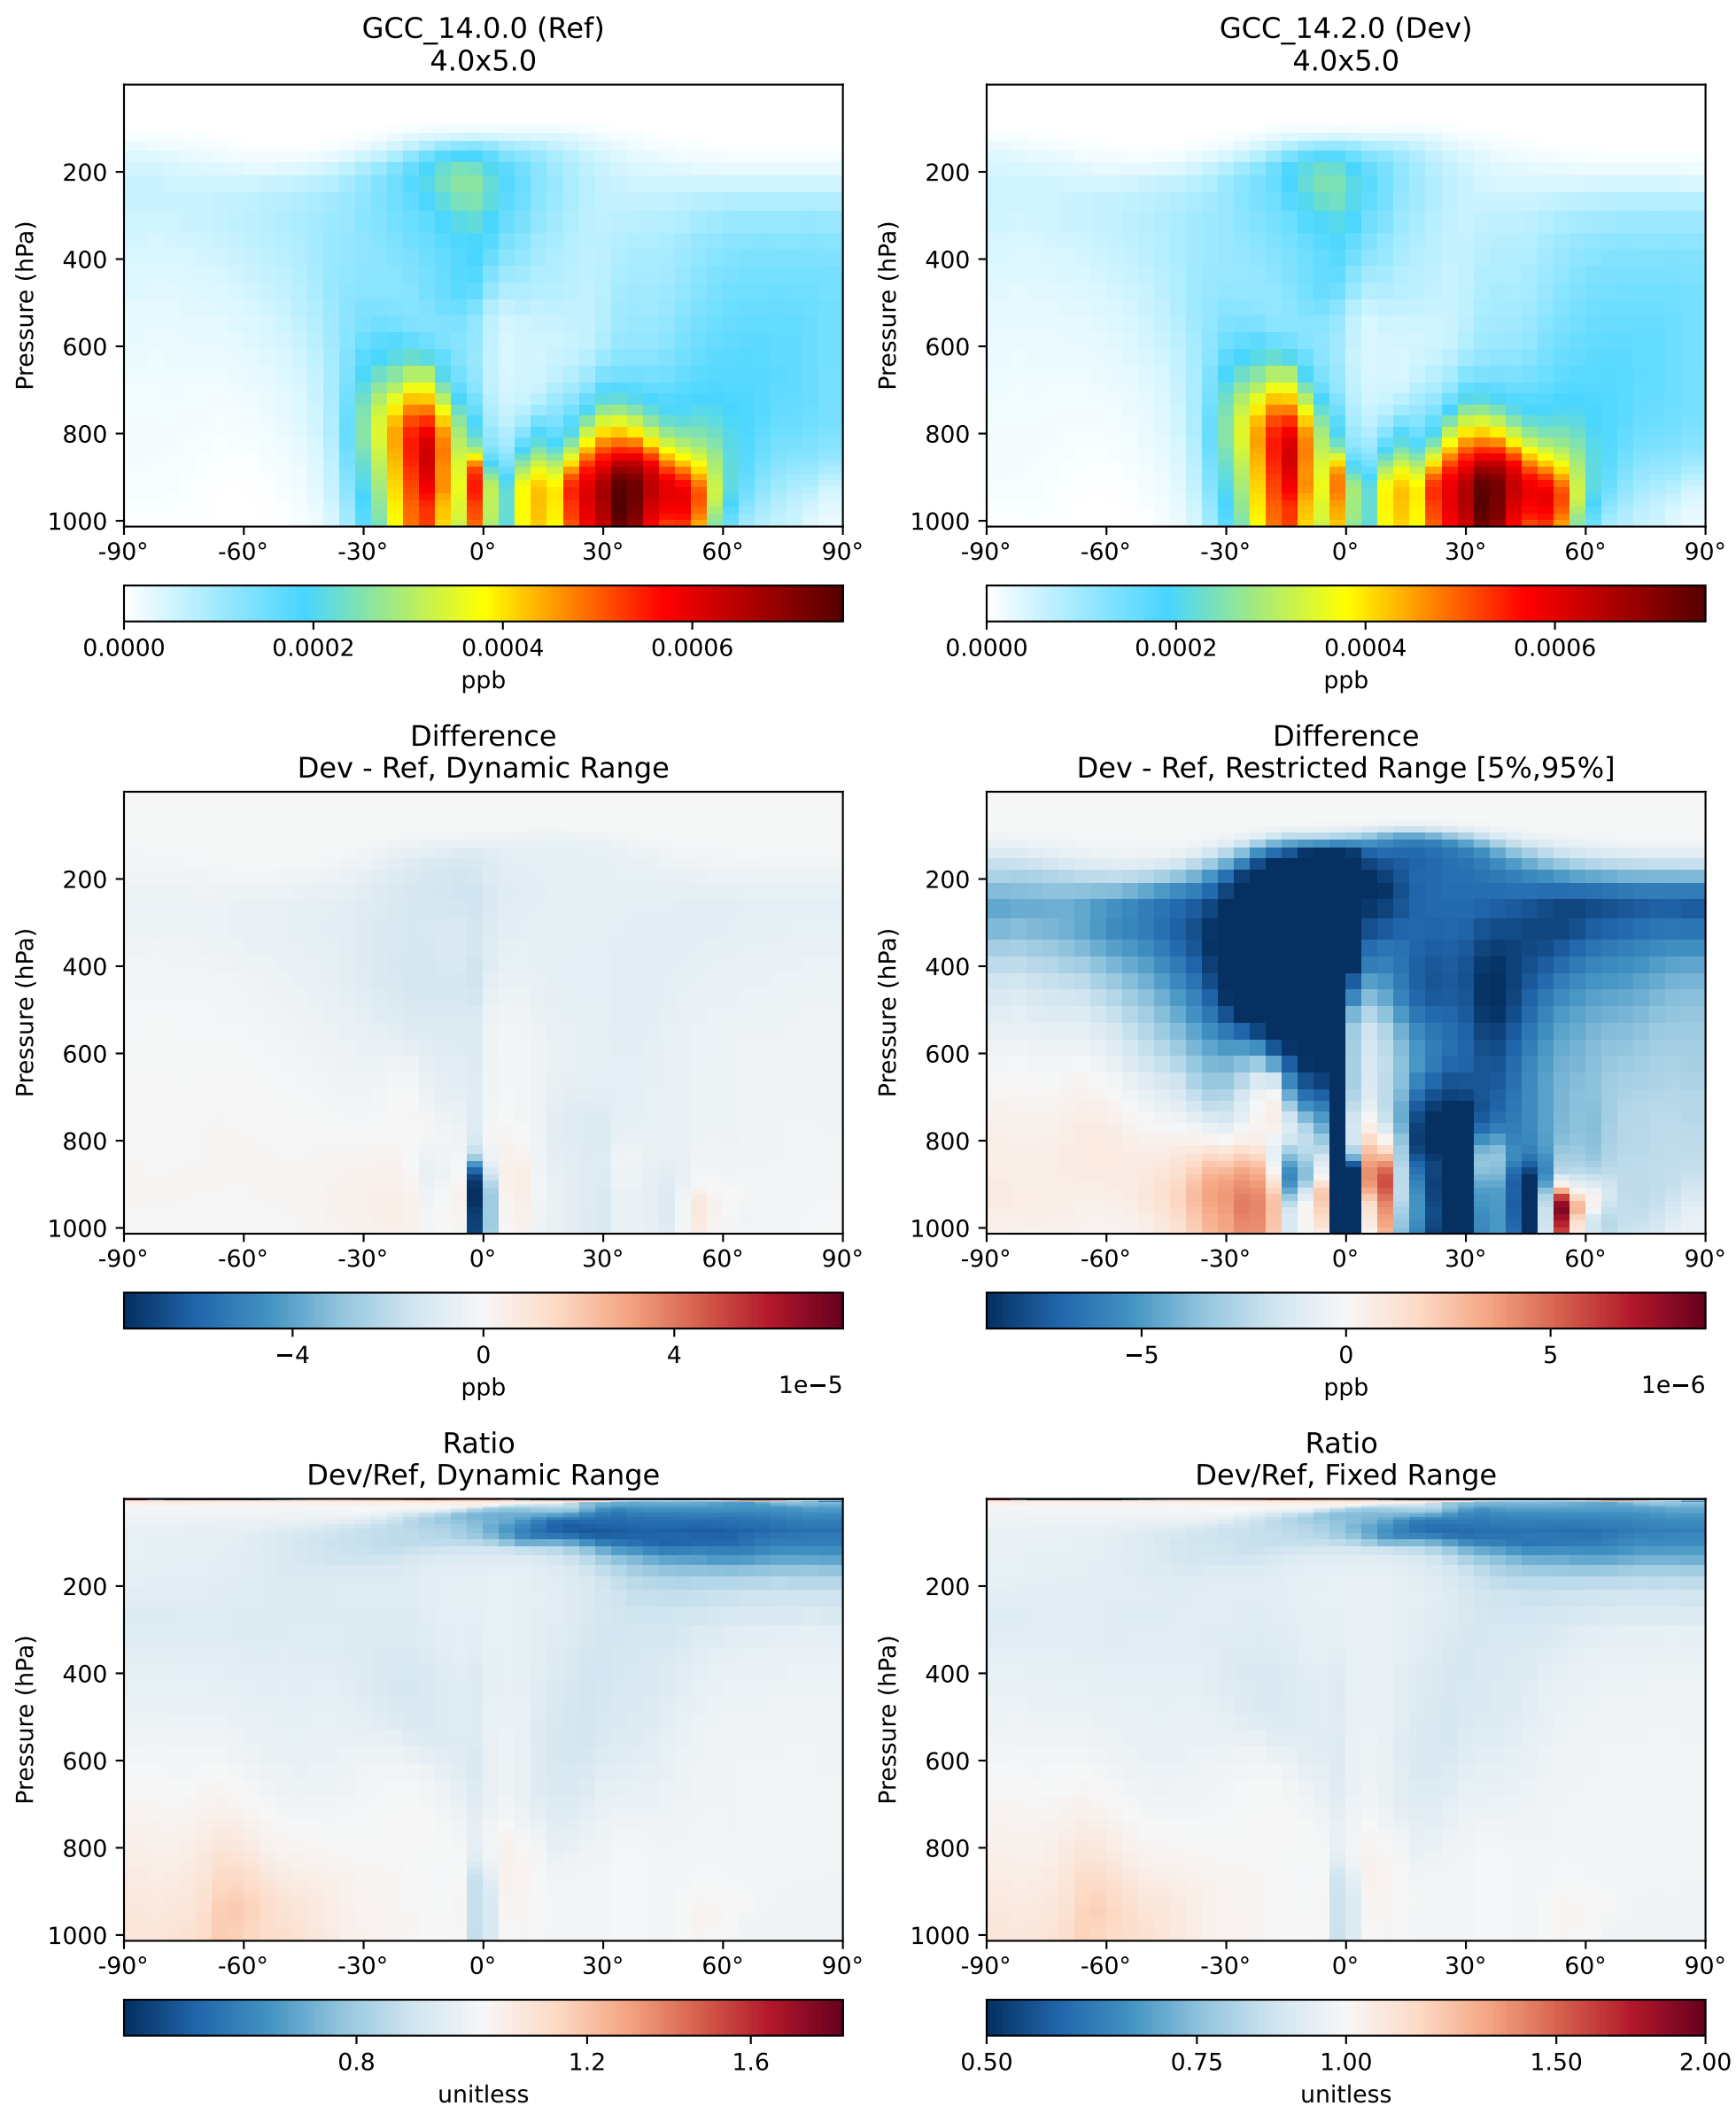 GCC_14.0.0 (Ref)
4.0x5.0
Pressure (hPa)
200
400
600
800
1000
-90° -60° -30° 0° 30° 60° 90°
0.0000 0.0002 0.0004 0.0006
ppb
GCC_14.2.0 (Dev)
4.0x5.0
Pressure (hPa)
200
400
600
800
1000
-90° -60° -30° 0° 30° 60° 90°
0.0000 0.0002 0.0004 0.0006
ppb
Difference
Dev - Ref, Dynamic Range
Pressure (hPa)
200
400
600
800
1000
-90° -60° -30° 0° 30° 60° 90°
−4 0 4
ppb
1e−5
Difference
Dev - Ref, Restricted Range [5%,95%]
Pressure (hPa)
200
400
600
800
1000
-90° -60° -30° 0° 30° 60° 90°
−5 0 5
ppb
1e−6
Ratio
Dev/Ref, Dynamic Range
Pressure (hPa)
200
400
600
800
1000
-90° -60° -30° 0° 30° 60° 90°
0.8 1.2 1.6
unitless
Ratio
Dev/Ref, Fixed Range
Pressure (hPa)
200
400
600
800
1000
-90° -60° -30° 0° 30° 60° 90°
0.50 0.75 1.00 1.50 2.00
unitless